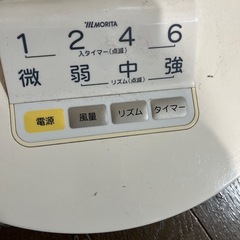 MORITA
1 2 4 6
入タイマー(点滅)
微 弱 中 強
リズム(点滅)
電源 風量 リズム タイマー